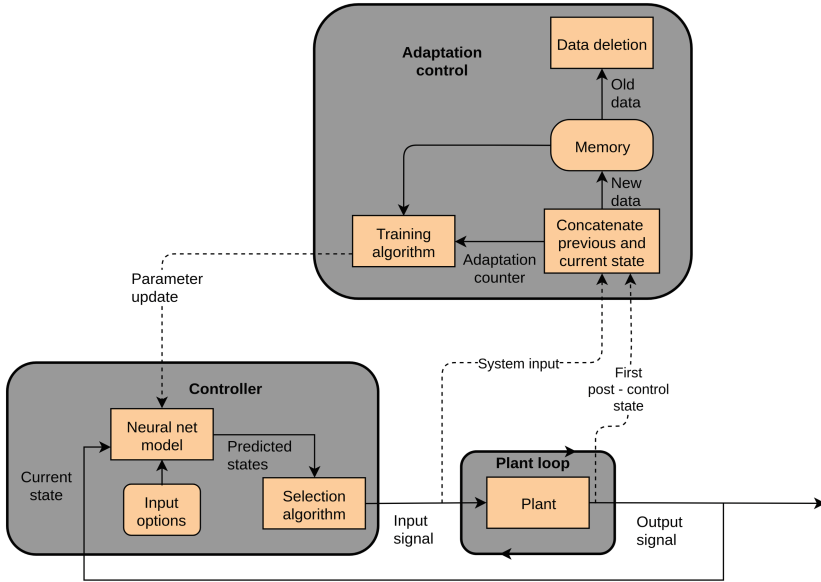 Adaptation
control
Data deletion
Old
data
Memory
New
data
Training
algorithm
Concatenate
previous and
current state
Adaptation
counter
Parameter
update
System input
First
post - control
state
Controller
Neural net
model
Predicted
states
Current
state
Input
options
Selection
algorithm
Input
signal
Plant loop
Plant
Output
signal